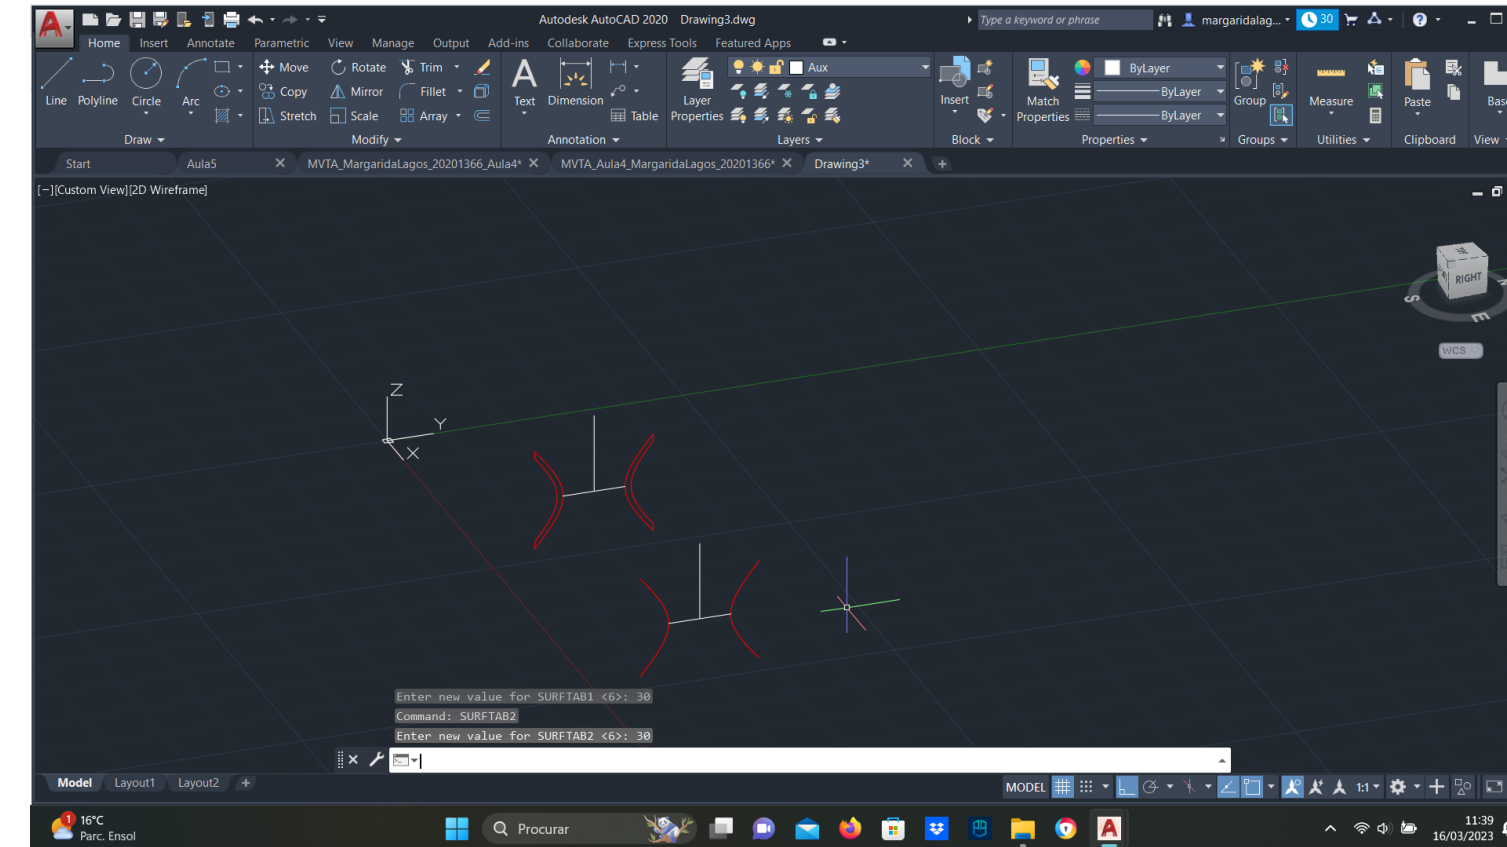 Autodesk AutoCAD 2020 Drawing3.dwg
Type a keyword or phrase
margaridalag...
30
Home Insert Annotate Parametric View Manage Output Add-ins Collaborate Express Tools Featured Apps
Line Polyline Circle Arc
Move Rotate Trim
Copy Mirror Fillet
Stretch Scale Array
Text Dimension Table
Layer
Properties
Aux
Insert
Match
Properties
ByLayer
ByLayer
ByLayer
Group
Measure
Paste
Draw Modify Annotation Layers Block Properties Groups Utilities Clipboard View
Start Aula5 MVTA_MargaridaLagos_20201366_Aula4* MVTA_Aula4_MargaridaLagos_20201366* Drawing3*
[−][Custom View][2D Wireframe]
RIGHT
S
E
WCS
Z
Y
X
Enter new value for SURFTAB1 <6>: 30
Command: SURFTAB2
Enter new value for SURFTAB2 <6>: 30
Model Layout1 Layout2 +
MODEL 1:1
1
16°C
Parc. Ensol
Procurar
11:39
16/03/2023